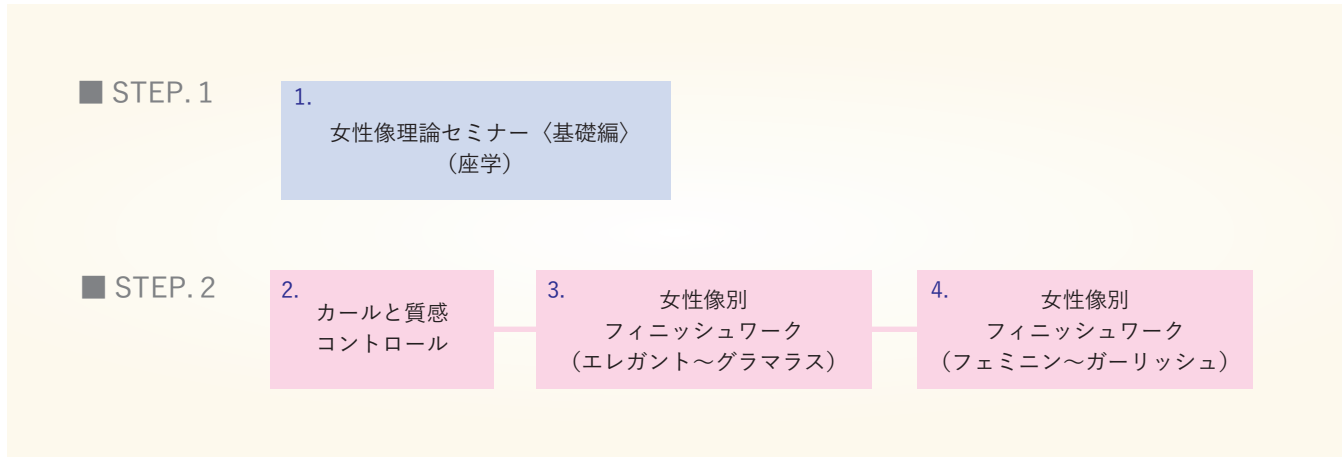 ■ STEP. 1
1.
女性像理論セミナー〈基礎編〉
（座学）
■ STEP. 2
2.
カールと質感
コントロール
3.
女性像別
フィニッシュワーク
（エレガント〜グラマラス）
4.
女性像別
フィニッシュワーク
（フェミニン〜ガーリッシュ）